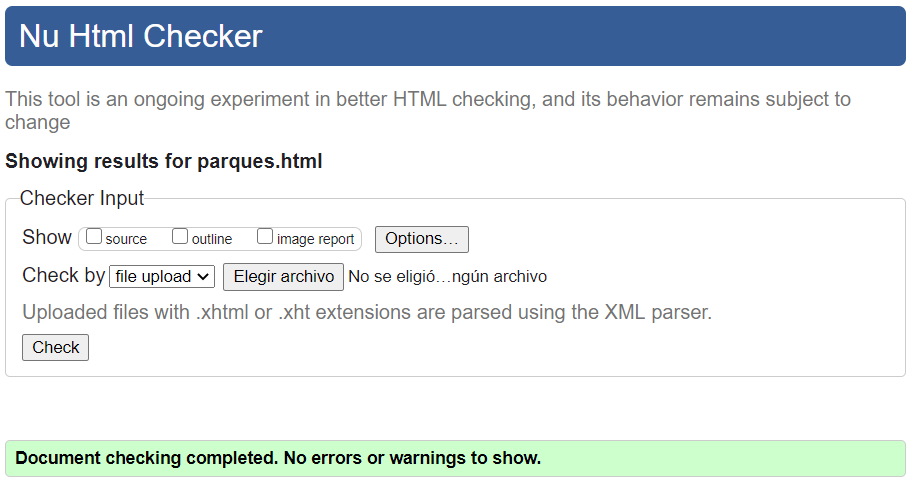 Nu Html Checker
This tool is an ongoing experiment in better HTML checking, and its behavior remains subject to
change
Showing results for parques.html
Checker Input
Show source outline image report Options…
Check by file upload Elegir archivo No se eligió…ngún archivo
Uploaded files with .xhtml or .xht extensions are parsed using the XML parser.
Check
Document checking completed. No errors or warnings to show.